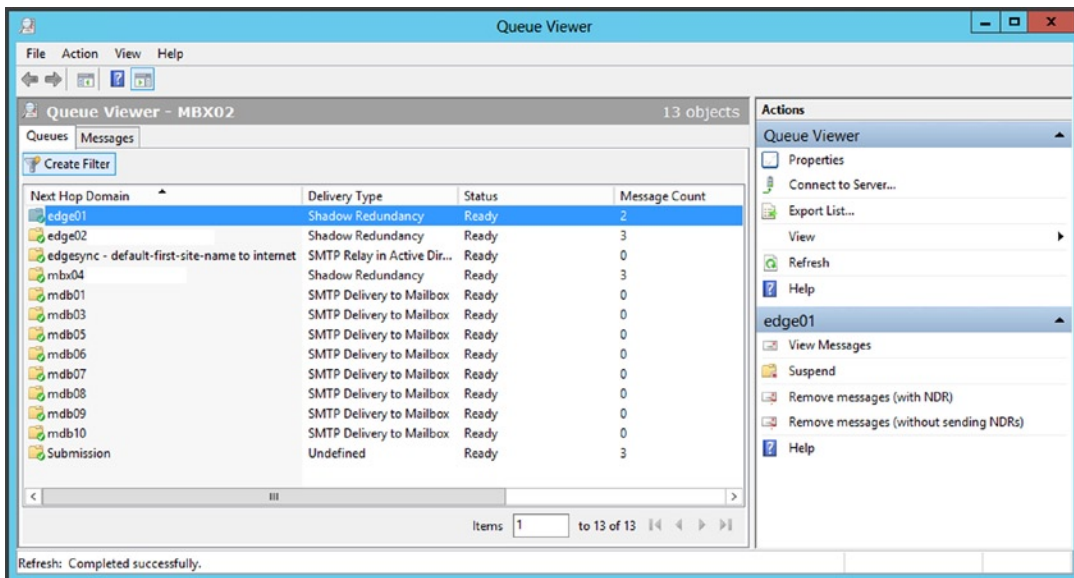 Queue Viewer
File Action View Help
Queue Viewer - MBX02 13 objects
Queues Messages
Create Filter
Next Hop Domain Delivery Type Status Message Count
edge01 Shadow Redundancy Ready 2
edge02 Shadow Redundancy Ready 3
edgesync - default-first-site-name to internet SMTP Relay in Active Dir... Ready 0
mbx04 Shadow Redundancy Ready 3
mdb01 SMTP Delivery to Mailbox Ready 0
mdb03 SMTP Delivery to Mailbox Ready 0
mdb05 SMTP Delivery to Mailbox Ready 0
mdb06 SMTP Delivery to Mailbox Ready 0
mdb07 SMTP Delivery to Mailbox Ready 0
mdb08 SMTP Delivery to Mailbox Ready 0
mdb09 SMTP Delivery to Mailbox Ready 0
mdb10 SMTP Delivery to Mailbox Ready 0
Submission Undefined Ready 3
Items 1 to 13 of 13
Refresh: Completed successfully.
Actions
Queue Viewer
Properties
Connect to Server...
Export List...
View
Refresh
Help
edge01
View Messages
Suspend
Remove messages (with NDR)
Remove messages (without sending NDRs)
Help